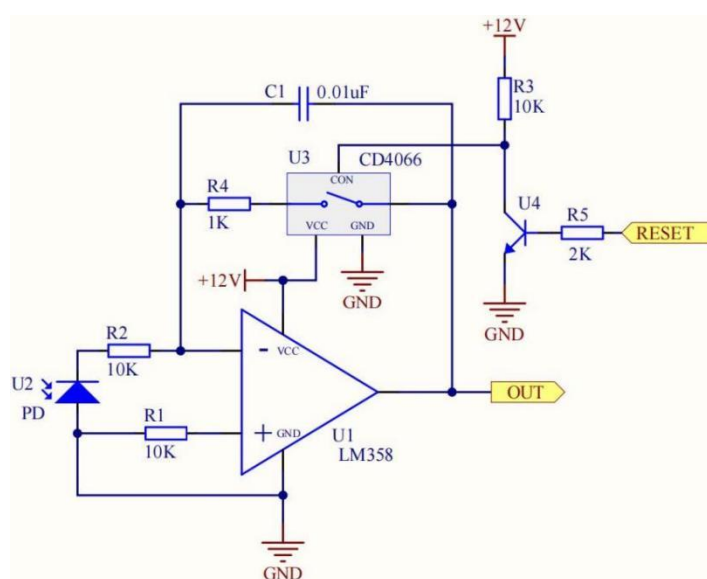 +12V
C1
0.01uF
R3
10K
U3
CD4066
CON
R4
1K
VCC
GND
U4
R5
2K
RESET
+12V
GND
GND
R2
10K
-
VCC
U2
PD
R1
10K
+
GND
U1
LM358
OUT
GND